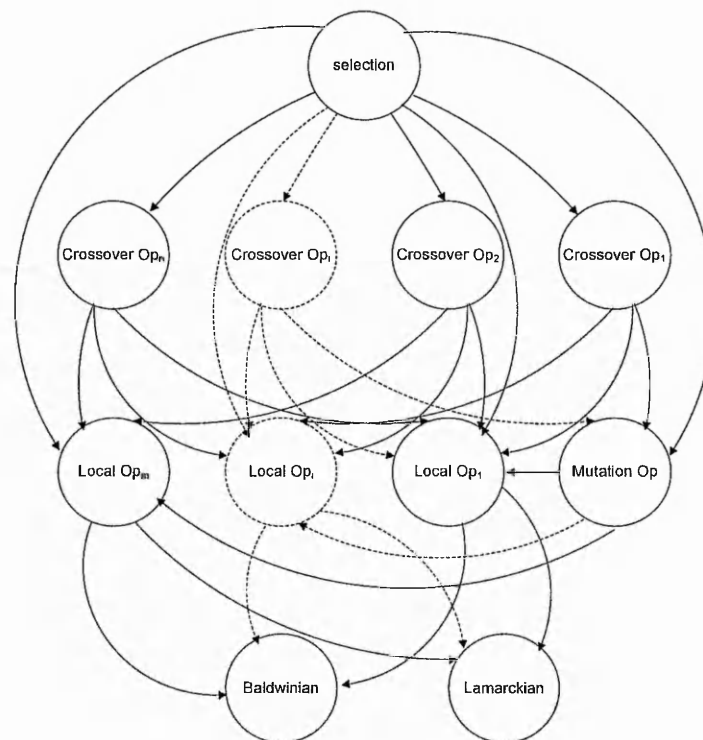 selection
Crossover Opₙ
Crossover Opᵢ
Crossover Op₂
Crossover Op₁
Local Opₘ
Local Opᵢ
Local Op₁
Mutation Op
Baldwinian
Lamarckian